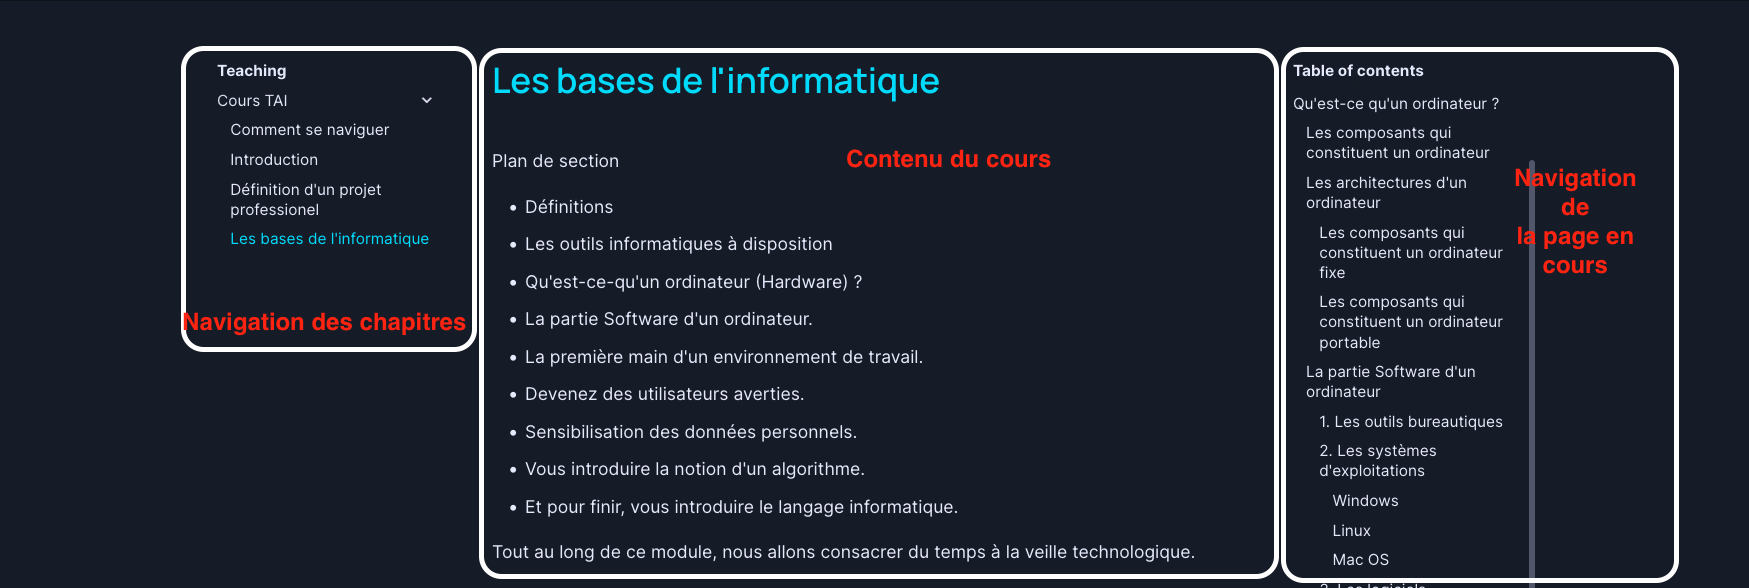 Teaching
Cours TAI
Comment se naviguer
Introduction
Définition d'un projet
professionel
Les bases de l'informatique
Navigation des chapitres
Les bases de l'informatique
Plan de section
Contenu du cours
• Définitions
• Les outils informatiques à disposition
• Qu'est-ce-qu'un ordinateur (Hardware) ?
• La partie Software d'un ordinateur.
• La première main d'un environnement de travail.
• Devenez des utilisateurs averties.
• Sensibilisation des données personnels.
• Vous introduire la notion d'un algorithme.
• Et pour finir, vous introduire le langage informatique.
Tout au long de ce module, nous allons consacrer du temps à la veille technologique.
Table of contents
Qu'est-ce qu'un ordinateur ?
Les composants qui
constituent un ordinateur
Les architectures d'un
ordinateur
Les composants qui
constituent un ordinateur
fixe
Les composants qui
constituent un ordinateur
portable
La partie Software d'un
ordinateur
1. Les outils bureautiques
2. Les systèmes
d'exploitations
Windows
Linux
Mac OS
3. Les logiciels
Navigation
de
la page en
cours